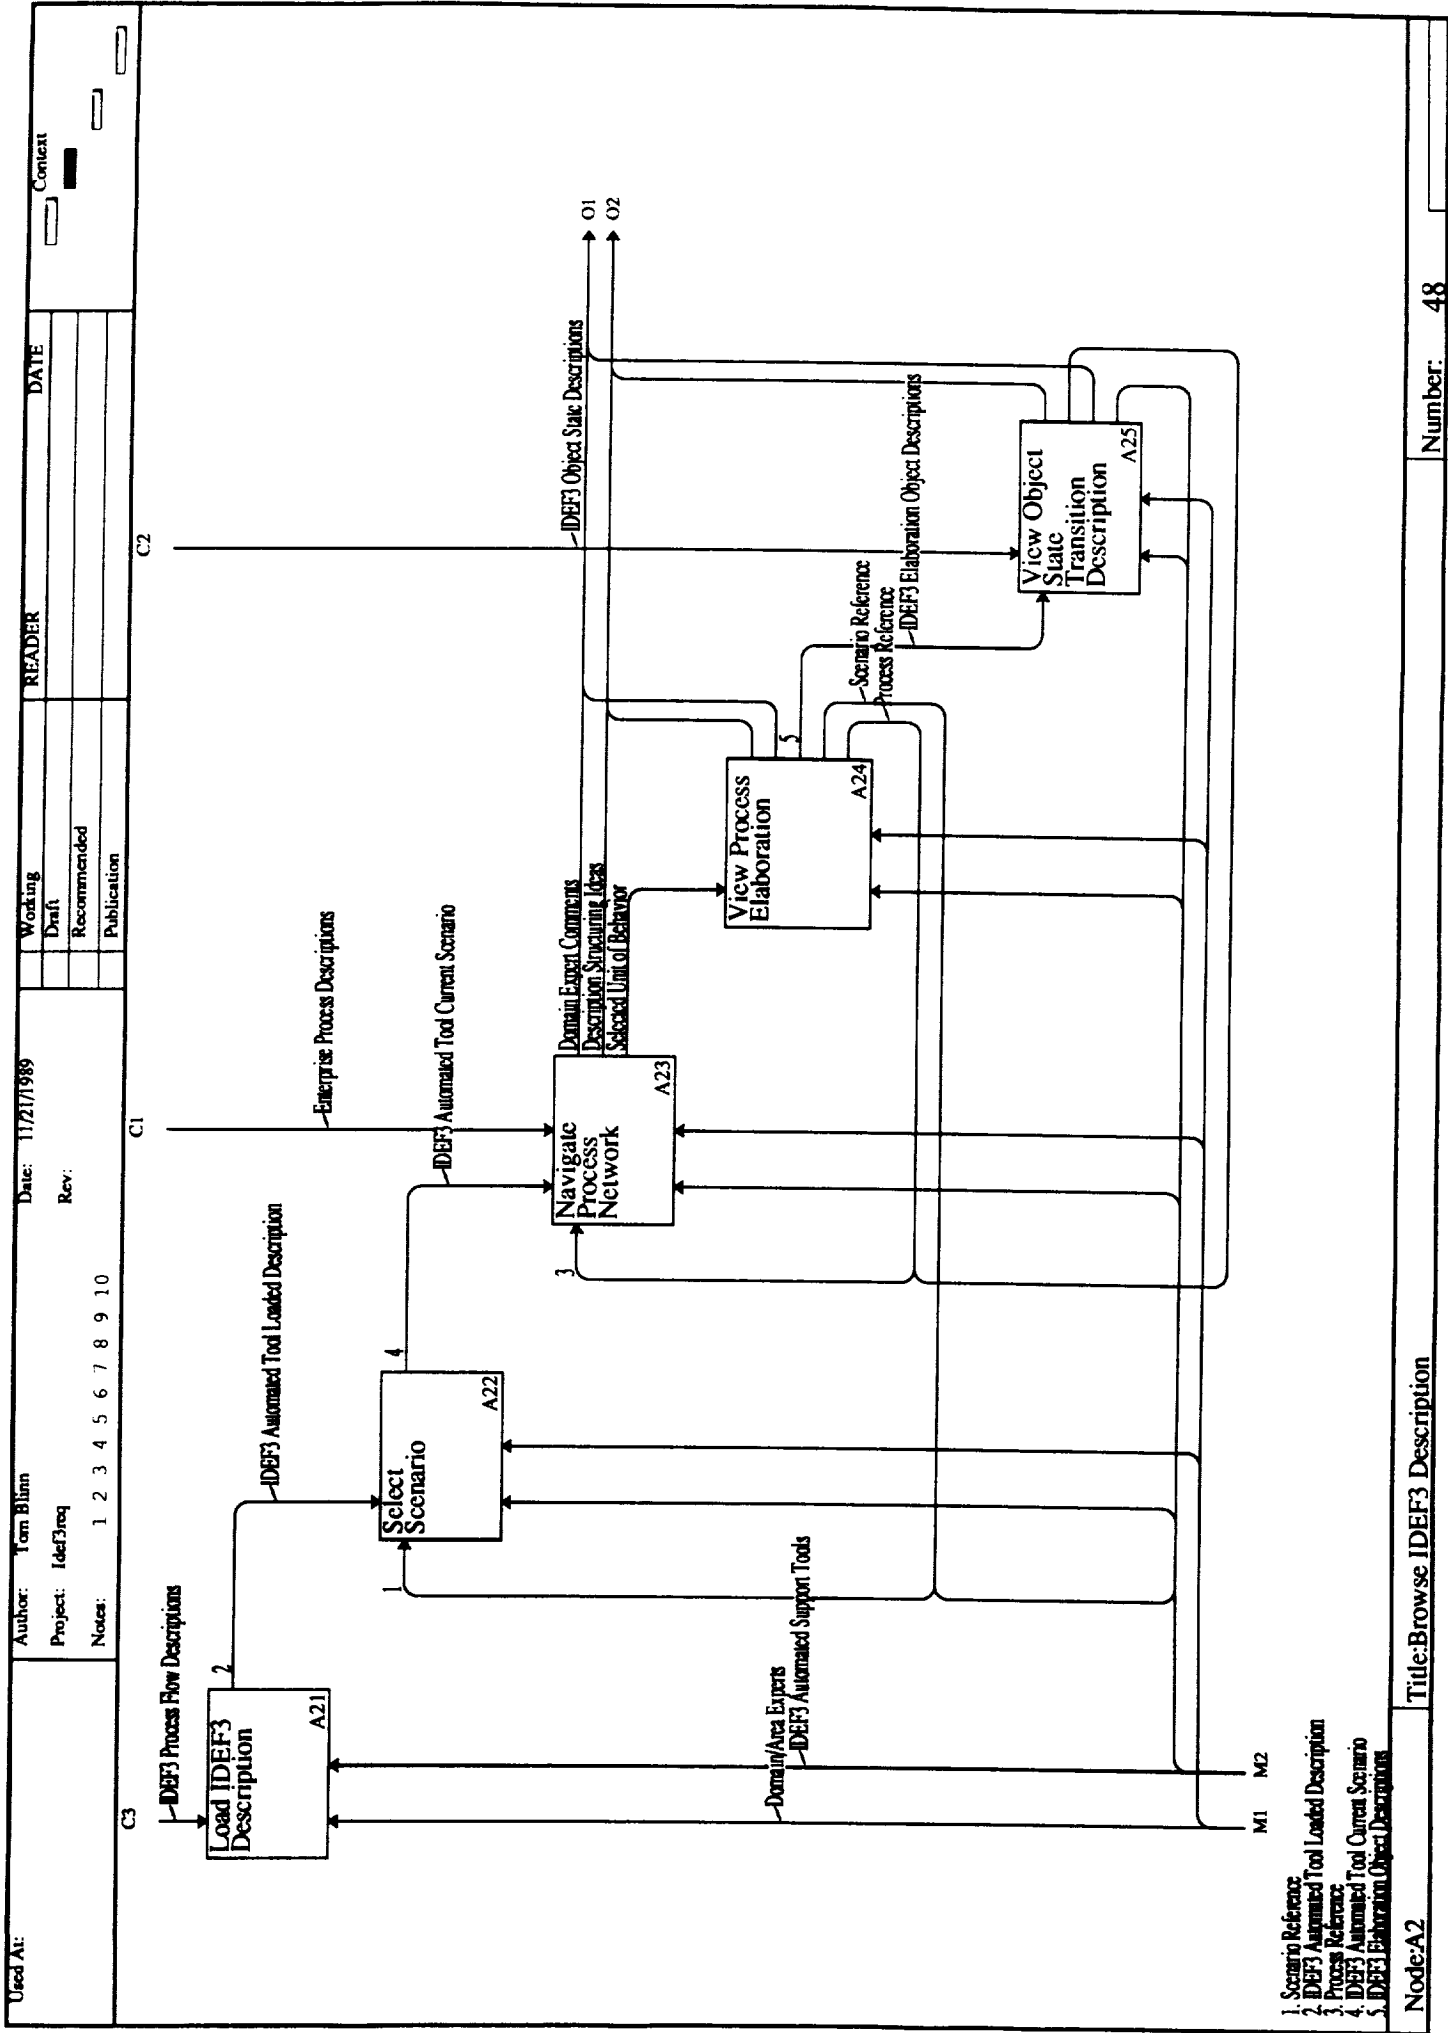 Used At:
Author: Tom Blinn
Date: 11/21/1989
Project: Idef3req
Rev:
Notes: 1 2 3 4 5 6 7 8 9 10
Working
Draft
Recommended
Publication
READER
DATE
Context
C3
C1
C2
IDEF3 Process Flow Descriptions
Load IDEF3
Description
A21
2
IDEF3 Automated Tool Loaded Description
Enterprise Process Descriptions
1
Select
Scenario
A22
4
IDEF3 Automated Tool Current Scenario
3
Navigate
Process
Network
A23
Domain Expert Comments
Description Structuring Ideas
Selected Unit of Behavior
IDEF3 Object State Descriptions
O1
O2
View Process
Elaboration
A24
5
Scenario Reference
Process Reference
IDEF3 Elaboration Object Descriptions
View Object
State
Transition
Description
A25
Domain/Area Experts
IDEF3 Automated Support Tools
M1
M2
1. Scenario Reference
2. IDEF3 Automated Tool Loaded Description
3. Process Reference
4. IDEF3 Automated Tool Current Scenario
5. IDEF3 Elaboration Object Descriptions
Node:A2
Title:Browse IDEF3 Description
Number: 48